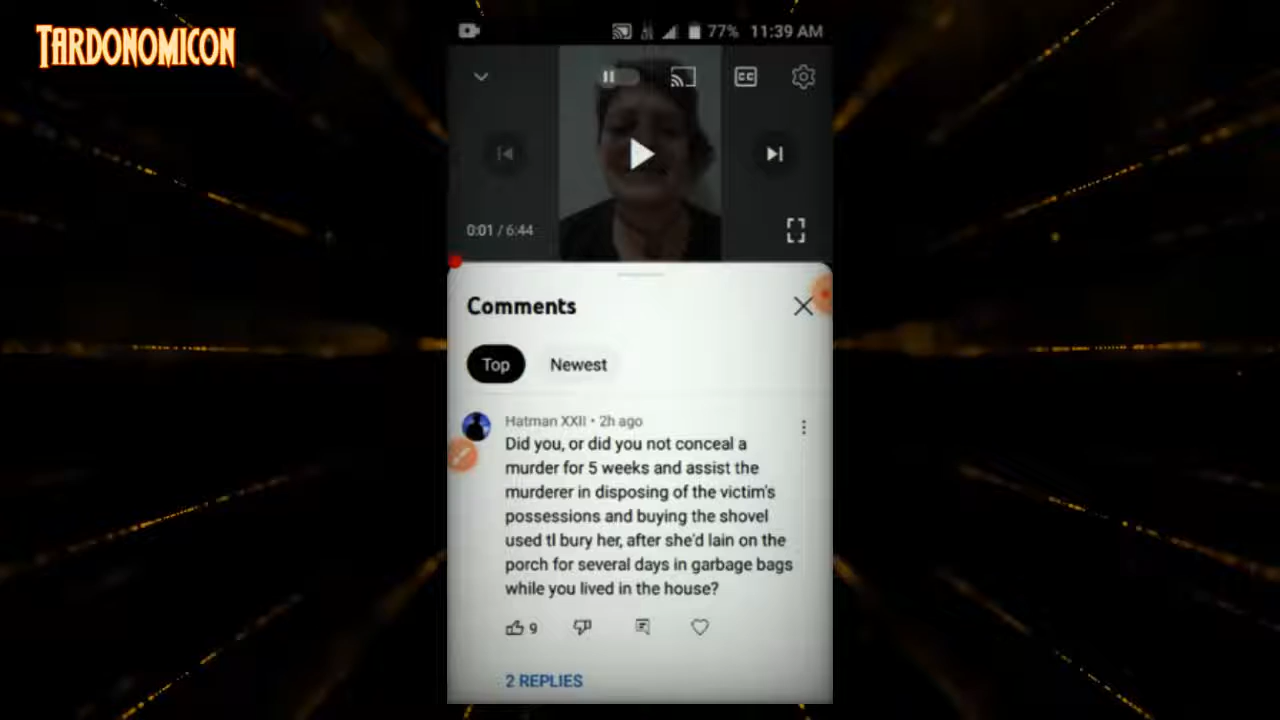 TARDONOMICON
77% 11:39 AM
CC
0:01 / 6:44
Comments
Top Newest
Hatman XXII • 2h ago
Did you, or did you not conceal a
murder for 5 weeks and assist the
murderer in disposing of the victim's
possessions and buying the shovel
used tl bury her, after she'd lain on the
porch for several days in garbage bags
while you lived in the house?
9
2 REPLIES